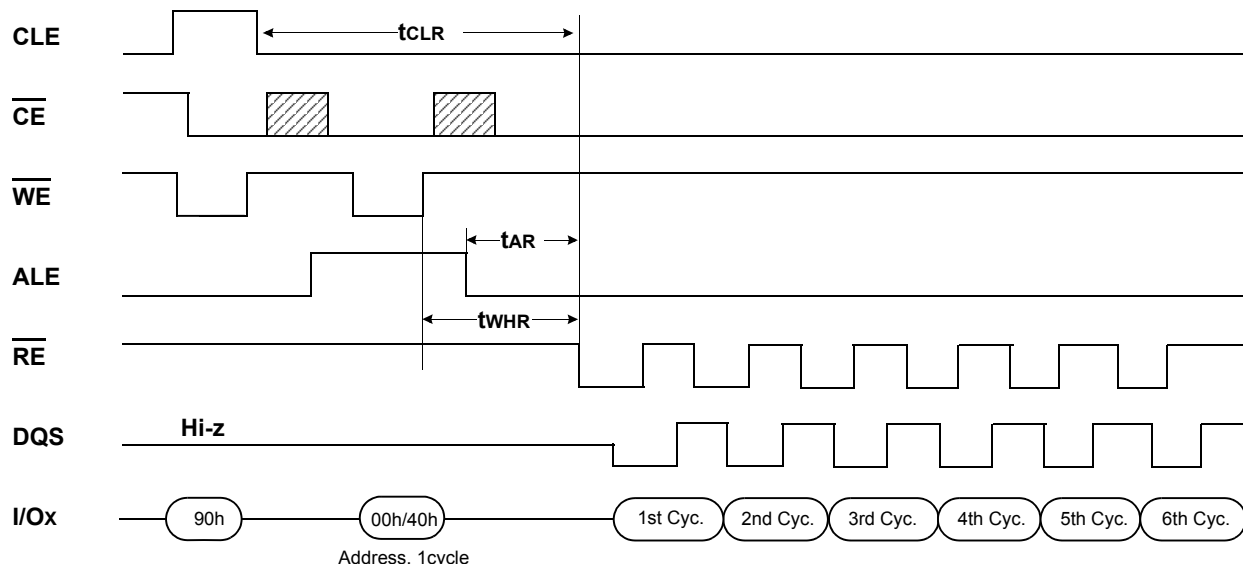 CLE
tCLR
CE
WE
tAR
ALE
tWHR
RE
DQS
Hi-z
I/Ox
90h
00h/40h
1st Cyc.
2nd Cyc.
3rd Cyc.
4th Cyc.
5th Cyc.
6th Cyc.
Address, 1cycle